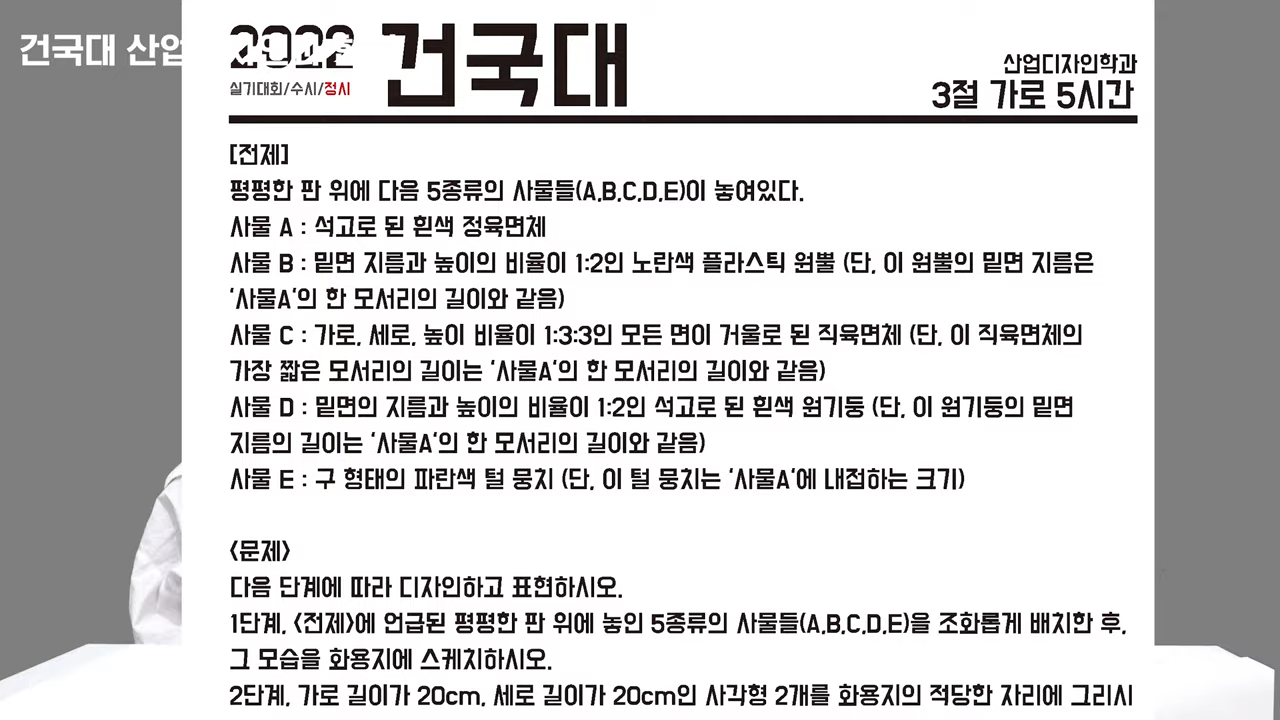 건국대 산업
2022 건국대
실기대회/수시/정시
산업디자인학과
3절 가로 5시간
[전제]
평평한 판 위에 다음 5종류의 사물들(A,B,C,D,E)이 놓여있다.
사물 A : 석고로 된 흰색 정육면체
사물 B : 밑면 지름과 높이의 비율이 1:2인 노란색 플라스틱 원뿔 (단, 이 원뿔의 밑면 지름은
'사물A'의 한 모서리의 길이와 같음)
사물 C : 가로, 세로, 높이 비율이 1:3:3인 모든 면이 거울로 된 직육면체 (단, 이 직육면체의
가장 짧은 모서리의 길이는 '사물A'의 한 모서리의 길이와 같음)
사물 D : 밑면의 지름과 높이의 비율이 1:2인 석고로 된 흰색 원기둥 (단, 이 원기둥의 밑면
지름의 길이는 '사물A'의 한 모서리의 길이와 같음)
사물 E : 구 형태의 파란색 털 뭉치 (단, 이 털 뭉치는 '사물A'에 내접하는 크기)
<문제>
다음 단계에 따라 디자인하고 표현하시오.
1단계, <전제>에 언급된 평평한 판 위에 놓인 5종류의 사물들(A,B,C,D,E)을 조화롭게 배치한 후,
그 모습을 화용지에 스케치하시오.
2단계, 가로 길이가 20cm, 세로 길이가 20cm인 사각형 2개를 화용지의 적당한 자리에 그리시